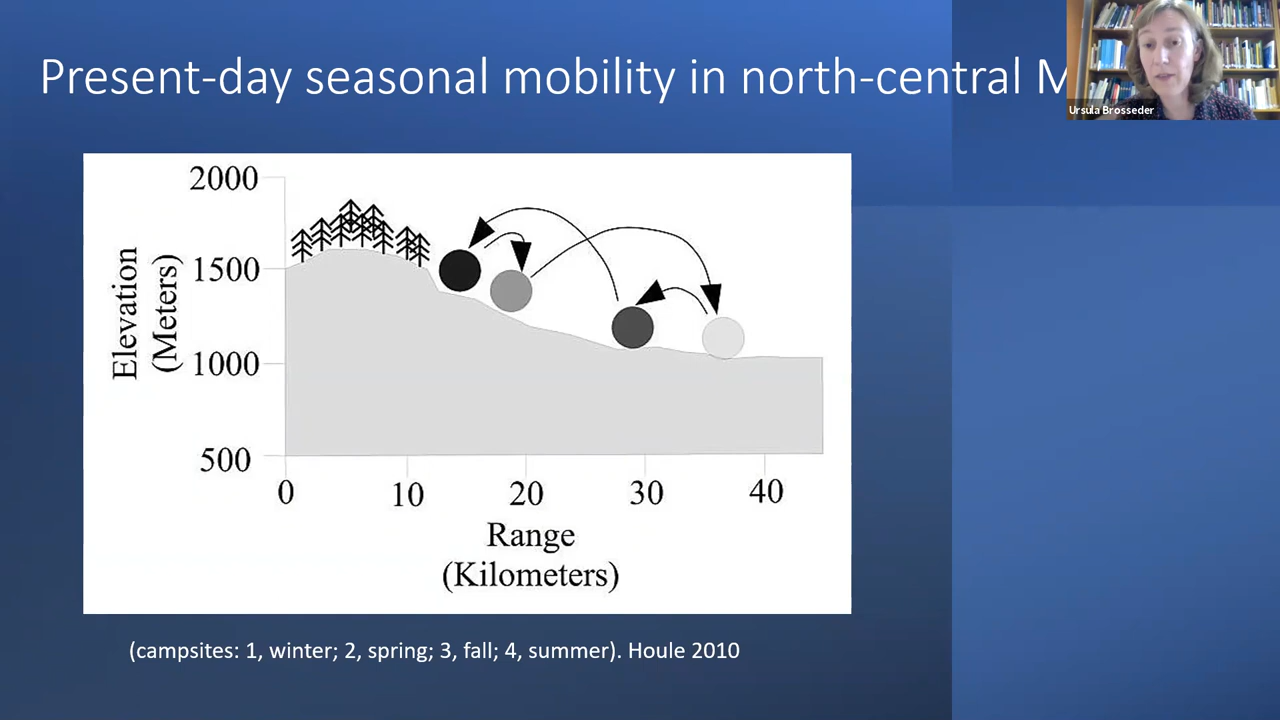 Present-day seasonal mobility in north-central
Ursula Brosseder
2000
1500
1000
500
Elevation
(Meters)
0 10 20 30 40
Range
(Kilometers)
(campsites: 1, winter; 2, spring; 3, fall; 4, summer). Houle 2010